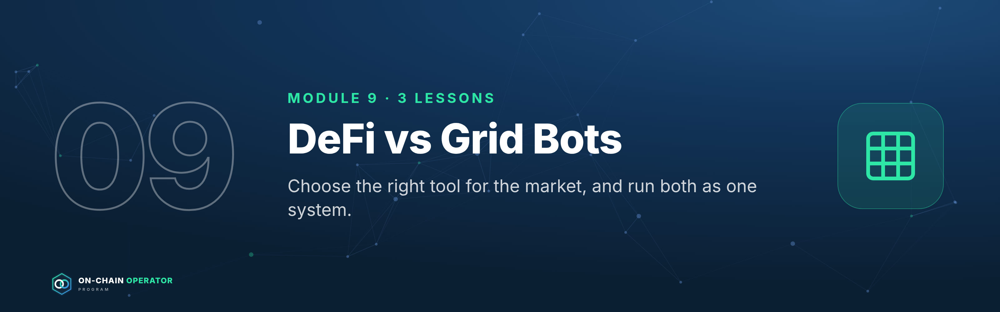 09
MODULE 9 · 3 LESSONS
DeFi vs Grid Bots
Choose the right tool for the market, and run both as one
system.
ON-CHAIN OPERATOR
PROGRAM